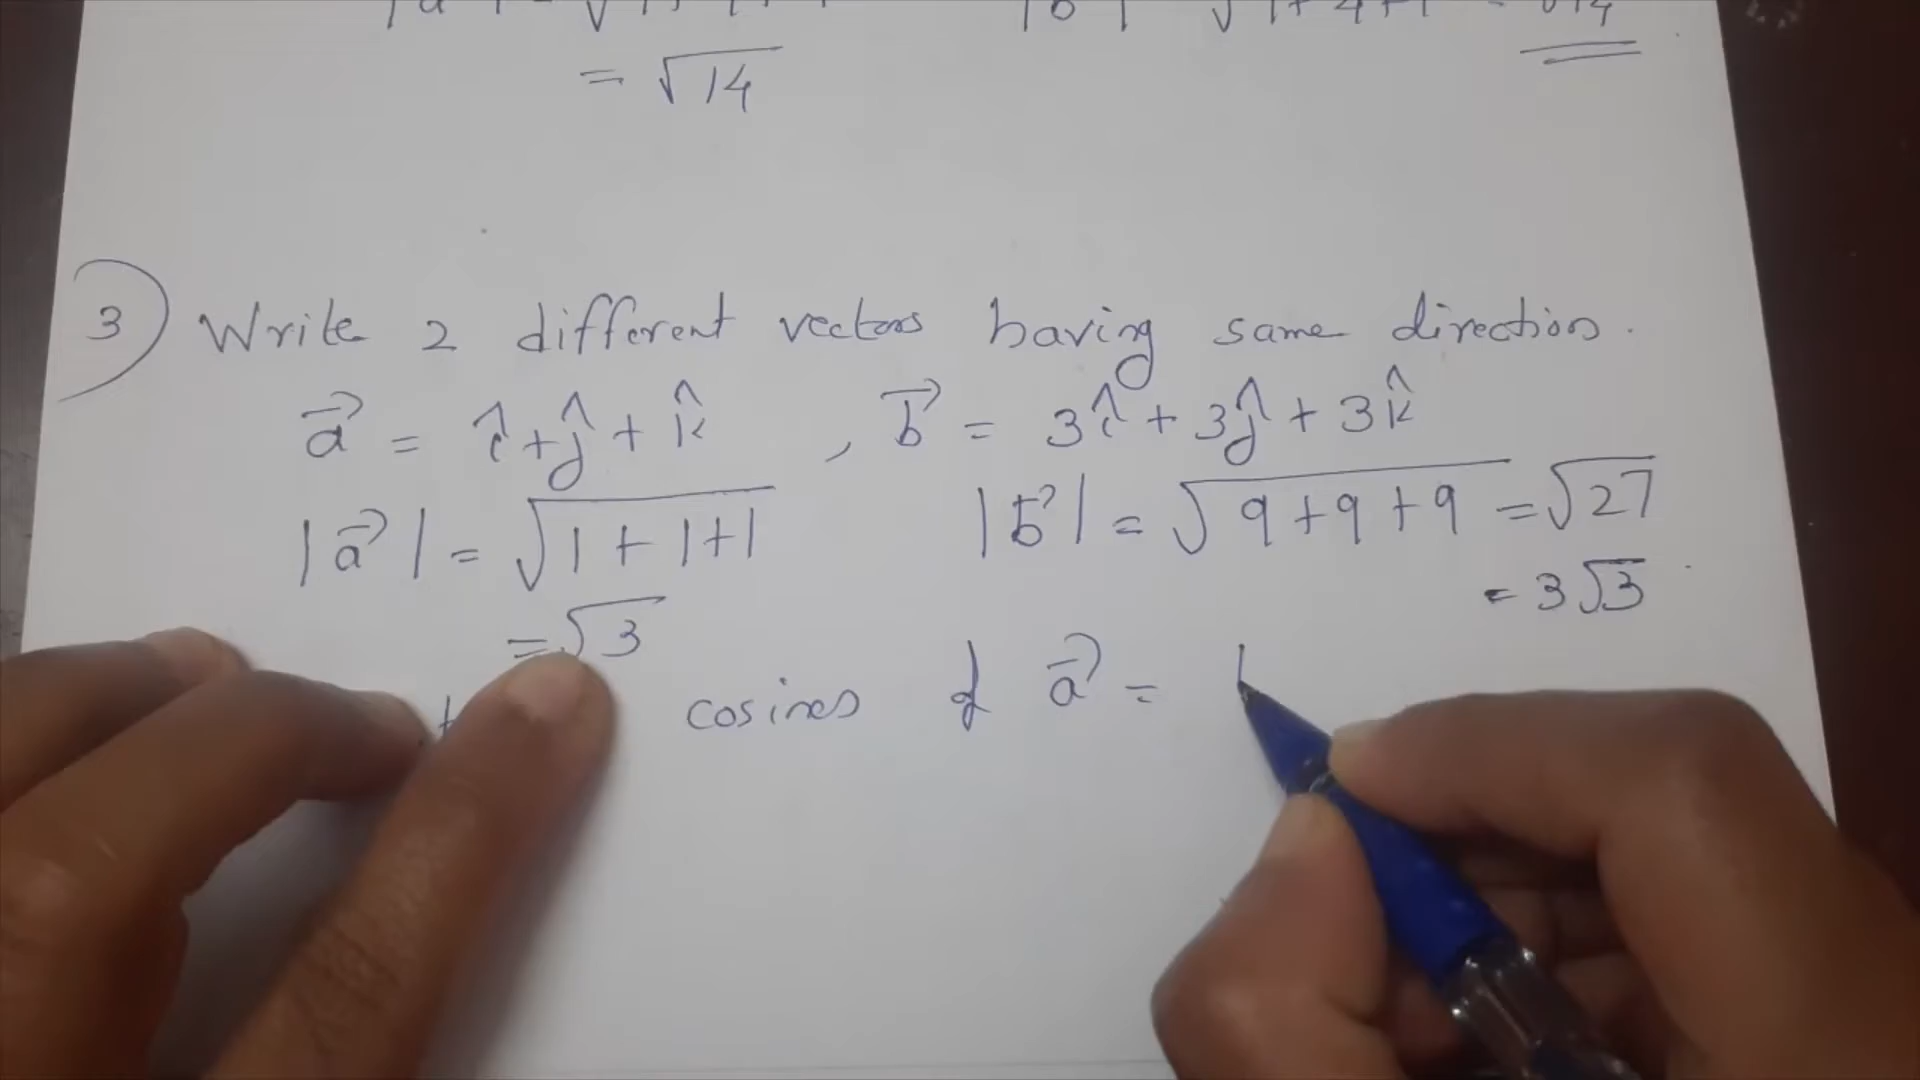 = √14
3) Write 2 different vectors having same direction.
a⃗ = î+ĵ+k̂ , b⃗ = 3î+3ĵ+3k̂
|a⃗| = √1+1+1 |b⃗| = √9+9+9 = √27
= √3 = 3√3
cosines of a⃗ =